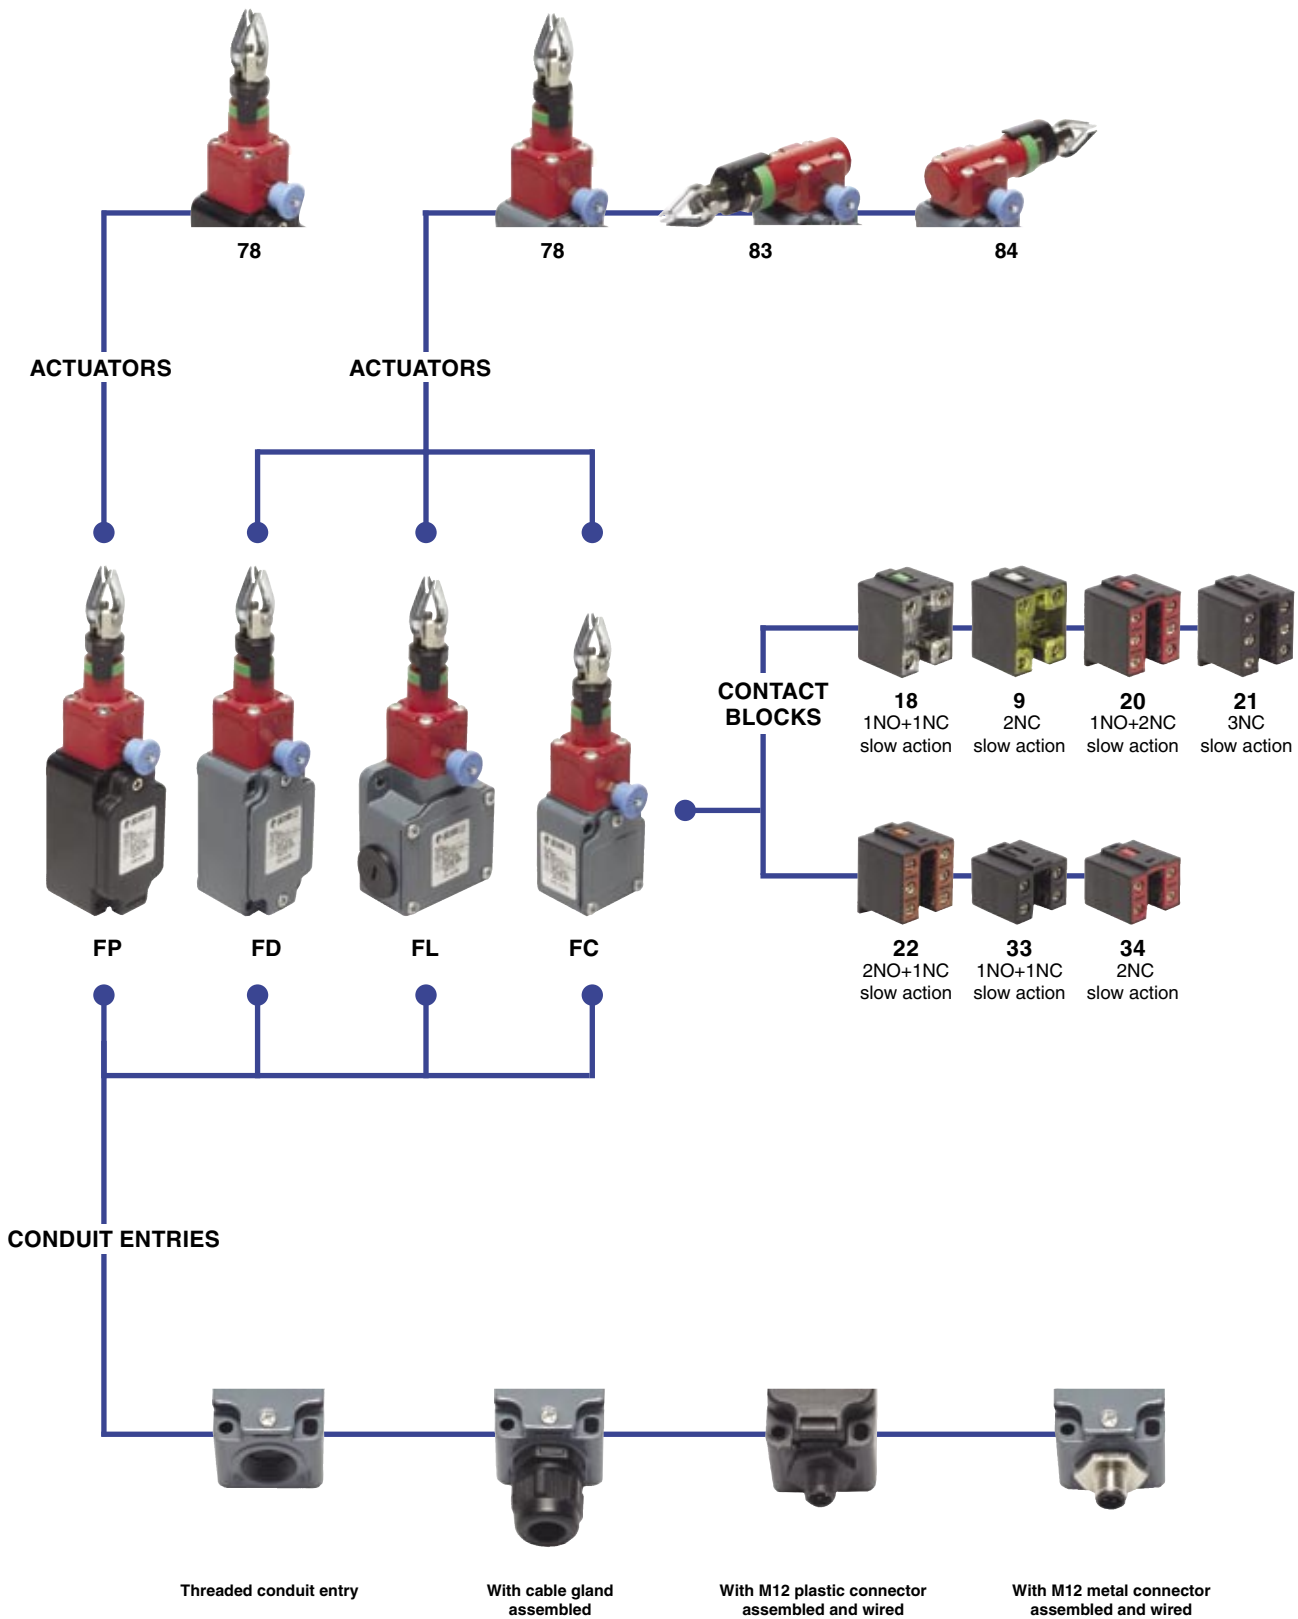 78
78
83
84
ACTUATORS
ACTUATORS
CONTACT
BLOCKS
18
1NO+1NC
slow action
9
2NC
slow action
20
1NO+2NC
slow action
21
3NC
slow action
22
2NO+1NC
slow action
33
1NO+1NC
slow action
34
2NC
slow action
FP
FD
FL
FC
CONDUIT ENTRIES
Threaded conduit entry
With cable gland
assembled
With M12 plastic connector
assembled and wired
With M12 metal connector
assembled and wired